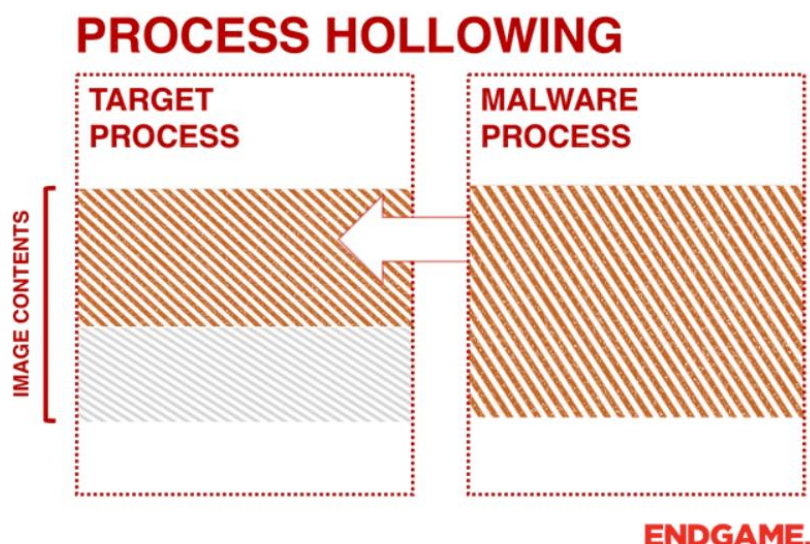 PROCESS HOLLOWING
TARGET
PROCESS
MALWARE
PROCESS
IMAGE CONTENTS
ENDGAME.